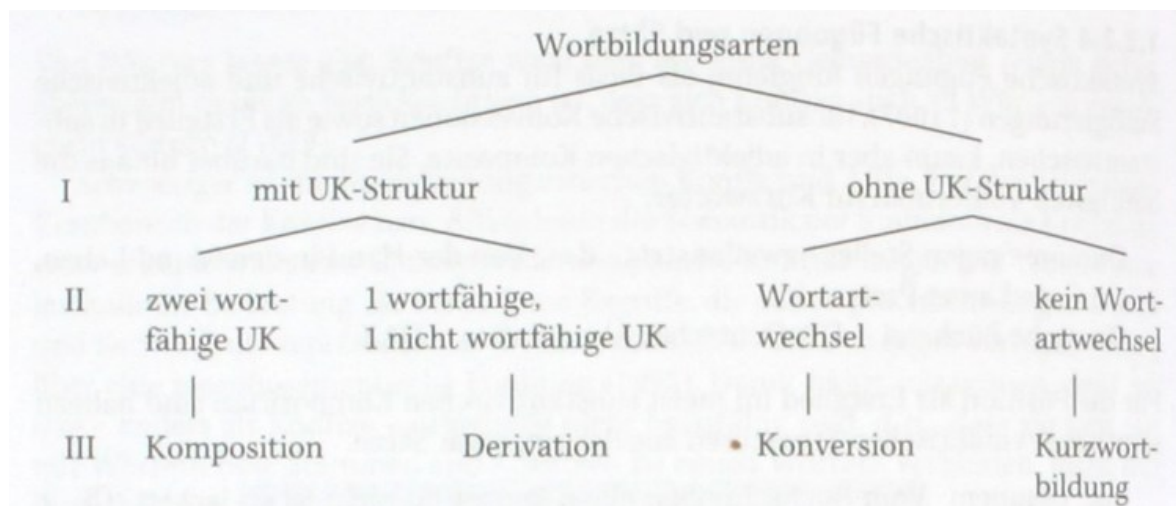 Wortbildungsarten
I mit UK-Struktur ohne UK-Struktur
II zwei wort- 1 wortfähige, Wortart- kein Wort-
fähige UK 1 nicht wortfähige UK wechsel artwechsel
III Komposition Derivation Konversion Kurzwort-
bildung